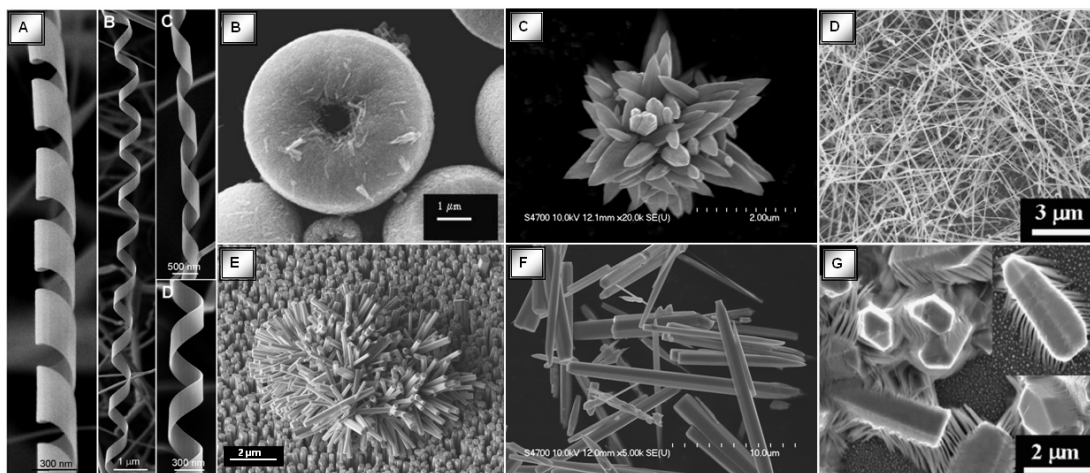 A
B
C
500 nm
D
300 nm
1 μm
300 nm
B
1 μm
C
S4700 10.0kV 12.1mm x20.0k SE(U)
2.00um
D
3 μm
E
2 μm
F
S4700 10.0kV 12.0mm x5.00k SE(U)
10.0um
G
2 μm